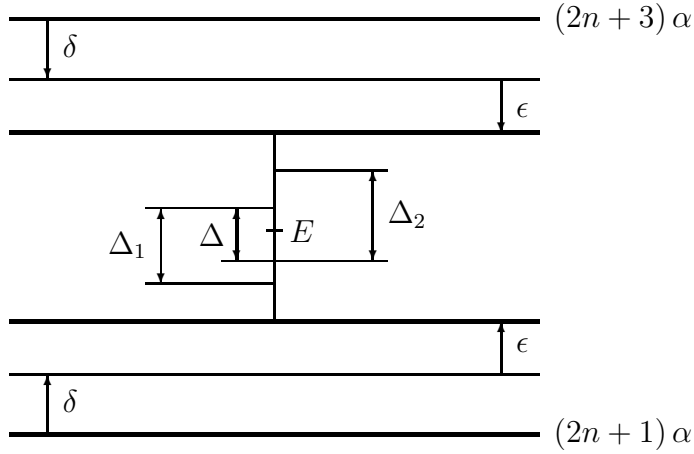 (2n + 3) α
δ
ϵ
Δ₂
Δ₁
Δ
E
ϵ
δ
(2n + 1) α